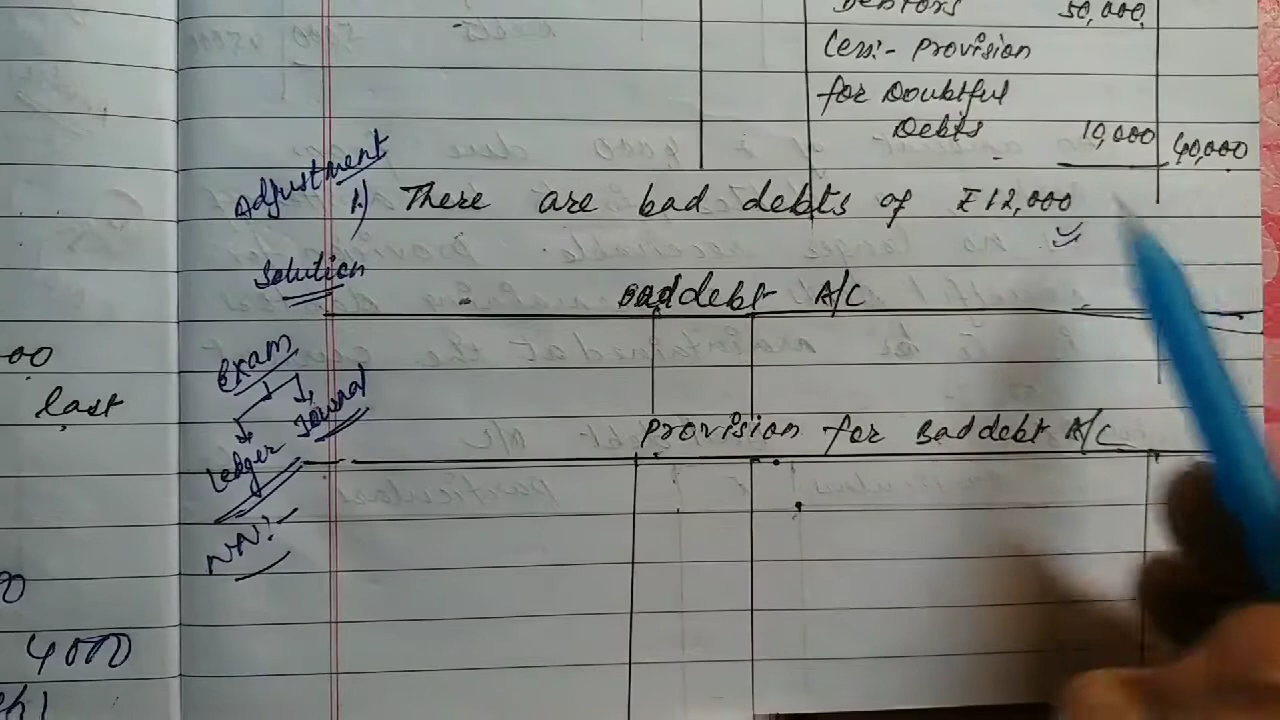 Debtors 50,000
Less:- Provision
for Doubtful
Debts 10,000 40,000
Adjustment
1) There are bad debts of ₹12,000
Solution
Baddebt A/C
Exam
00
last
Ledger Journal
Provision for Baddebt A/C
NN:-
4000